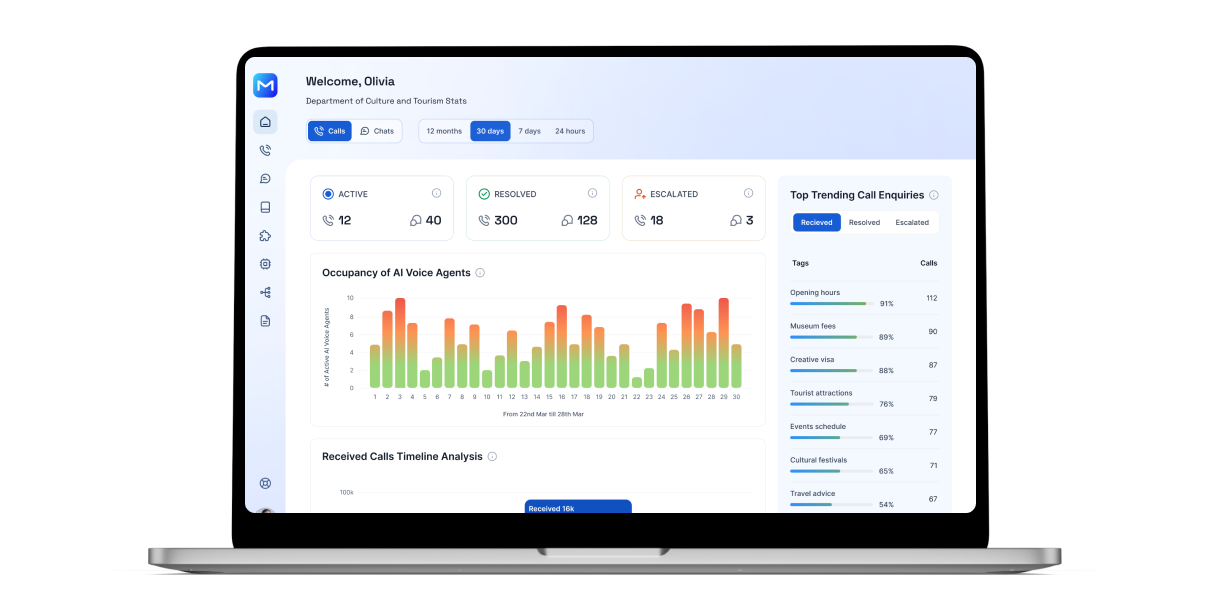 Welcome, Olivia
Department of Culture and Tourism Stats
Calls Chats 12 months 30 days 7 days 24 hours
ACTIVE
12 40
RESOLVED
300 128
ESCALATED
18 3
Occupancy of AI Voice Agents
# of Active AI Voice Agents
10
8
6
4
2
0
1 2 3 4 5 6 7 8 9 10 11 12 13 14 15 16 17 18 19 20 21 22 23 24 25 26 27 28 29 30
From 22nd Mar till 28th Mar
Received Calls Timeline Analysis
100k
Received 16k
Top Trending Call Enquiries
Recieved Resolved Escalated
Tags Calls
Opening hours
91% 112
Museum fees
89% 90
Creative visa
88% 87
Tourist attractions
76% 79
Events schedule
69% 77
Cultural festivals
65% 71
Travel advice
54% 67